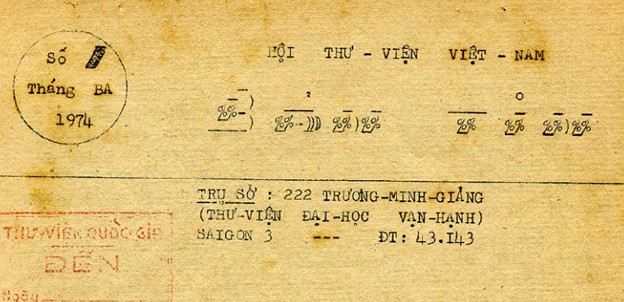 Số
Tháng BA
1974
HỘI THƯ-VIỆN VIỆT-NAM
TRỤ SỞ : 222 TRƯƠNG-MINH-GIẢNG
(THƯ-VIỆN ĐẠI-HỌC VẠN-HẠNH)
SAIGON 3 --- ĐT: 43.143
THƯ-VIỆN QUỐC GIA
ĐẾN
Ngày